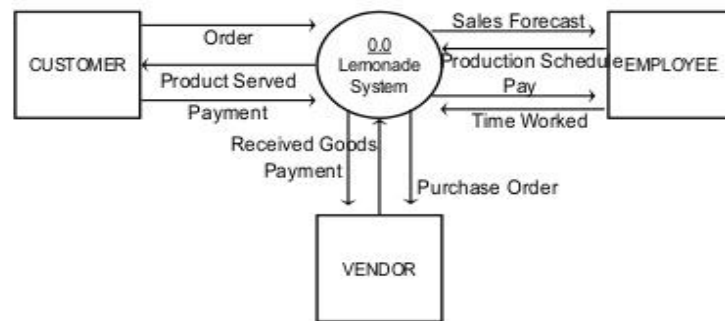 Sales Forecast
Order
0.0
Lemonade
System
CUSTOMER
Production Schedule
EMPLOYEE
Product Served
Pay
Payment
Time Worked
Received Goods
Payment
Purchase Order
VENDOR